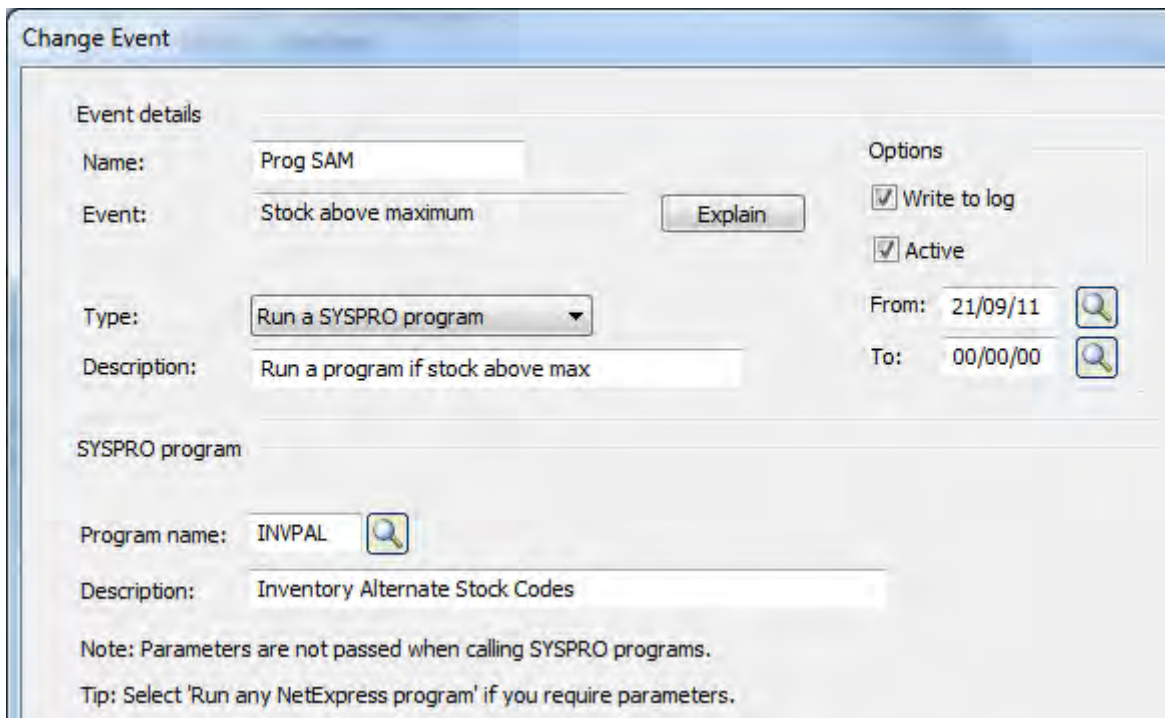 Change Event
Event details
Name: Prog SAM
Event: Stock above maximum Explain
Type: Run a SYSPRO program
Description: Run a program if stock above max
Options
Write to log
Active
From: 21/09/11
To: 00/00/00
SYSPRO program
Program name: INVPAL
Description: Inventory Alternate Stock Codes
Note: Parameters are not passed when calling SYSPRO programs.
Tip: Select 'Run any NetExpress program' if you require parameters.